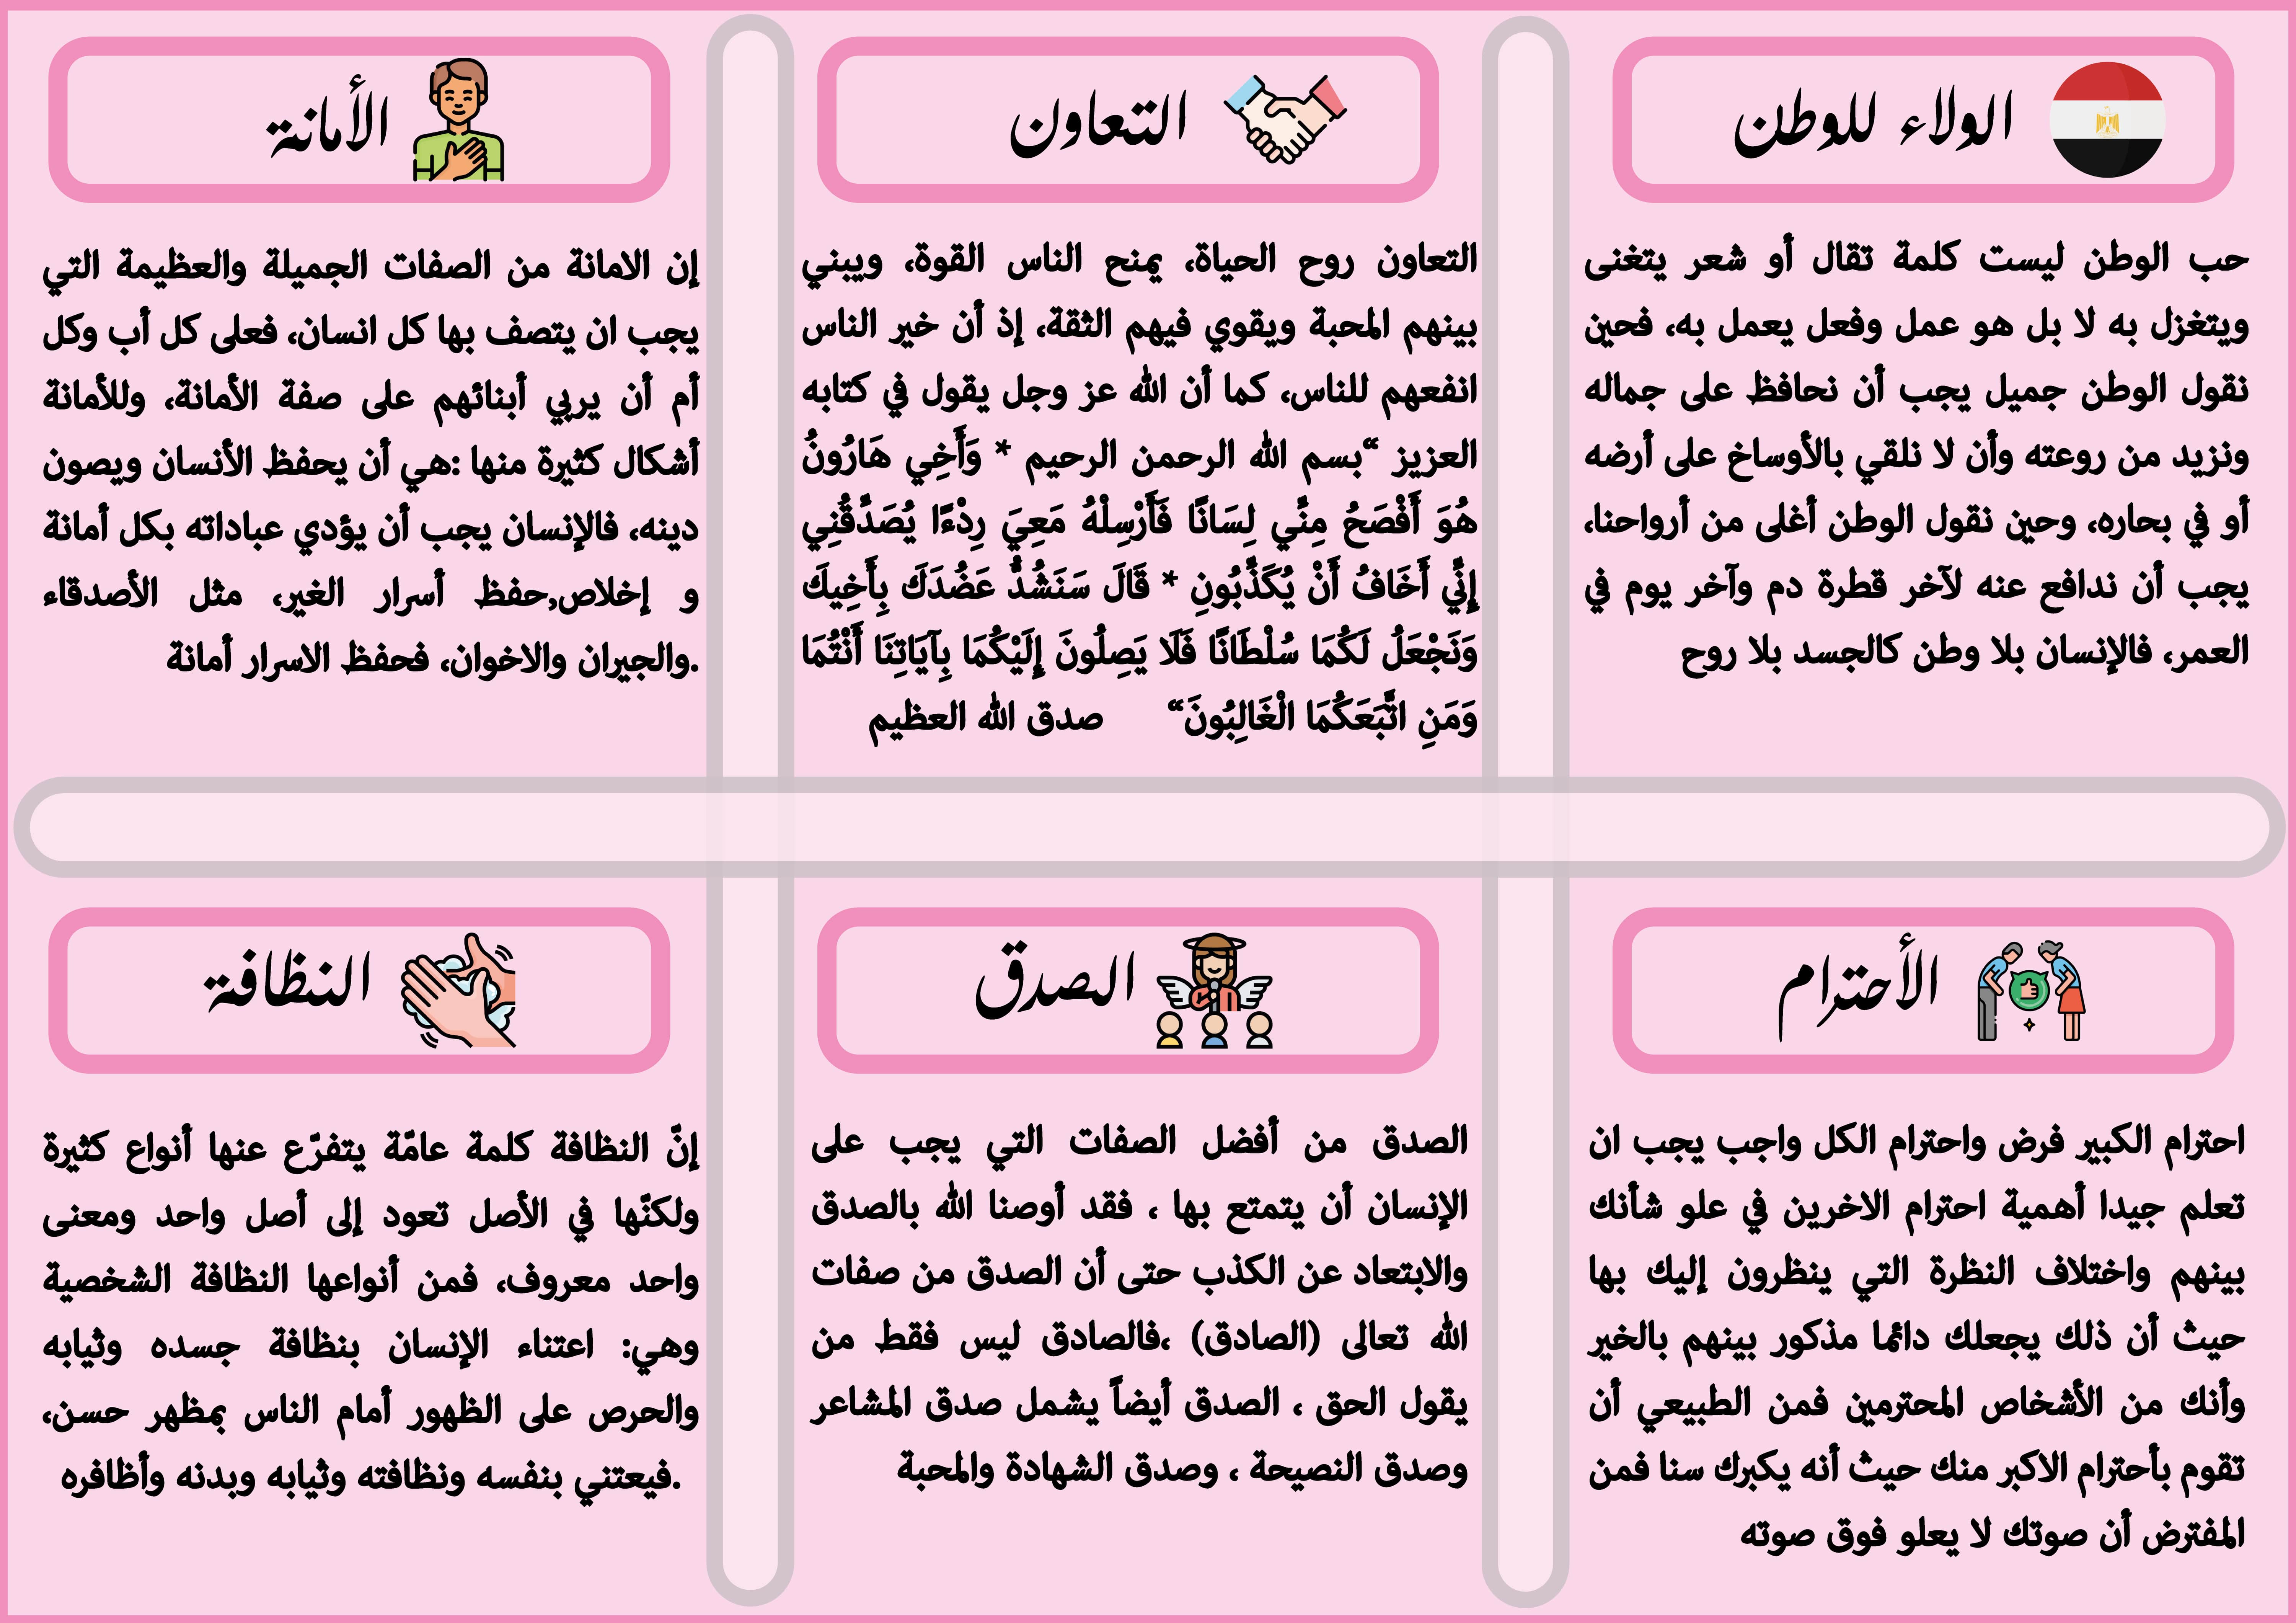 الولاء للوطن
حب الوطن ليست كلمة تقال أو شعر يتغنى
ويتغزل به لا بل هو عمل وفعل يعمل به، فحين
نقول الوطن جميل يجب أن نحافظ على جماله
ونزيد من روعته وأن لا نلقي بالأوساخ على أرضه
أو في بحاره، وحين نقول الوطن أغلى من أرواحنا،
يجب أن ندافع عنه لآخر قطرة دم وآخر يوم في
العمر، فالإنسان بلا وطن كالجسد بلا روح
التعاون
التعاون روح الحياة، يمنح الناس القوة، ويبني
بينهم المحبة ويقوي فيهم الثقة، إذ أن خير الناس
انفعهم للناس، كما أن الله عز وجل يقول في كتابه
العزيز “بسم الله الرحمن الرحيم * وَأَخِي هَارُونُ
هُوَ أَفْصَحُ مِنِّي لِسَانًا فَأَرْسِلْهُ مَعِيَ رِدْءًا يُصَدِّقُنِي
إِنِّي أَخَافُ أَنْ يُكَذِّبُونِ * قَالَ سَنَشُدُّ عَضُدَكَ بِأَخِيكَ
وَنَجْعَلُ لَكُمَا سُلْطَانًا فَلَا يَصِلُونَ إِلَيْكُمَا بِآيَاتِنَا أَنْتُمَا
وَمَنِ اتَّبَعَكُمَا الْغَالِبُونَ“ صدق الله العظيم
الأمانة
إن الامانة من الصفات الجميلة والعظيمة التي
يجب ان يتصف بها كل انسان، فعلى كل أب وكل
أم أن يربي أبنائهم على صفة الأمانة، وللأمانة
أشكال كثيرة منها :هي أن يحفظ الأنسان ويصون
دينه، فالإنسان يجب أن يؤدي عباداته بكل أمانة
و إخلاص,حفظ أسرار الغير، مثل الأصدقاء
.والجيران والاخوان، فحفظ الاسرار أمانة
الأحترام
احترام الكبير فرض واحترام الكل واجب يجب ان
تعلم جيدا أهمية احترام الاخرين في علو شأنك
بينهم واختلاف النظرة التي ينظرون إليك بها
حيث أن ذلك يجعلك دائما مذكور بينهم بالخير
وأنك من الأشخاص المحترمين فمن الطبيعي أن
تقوم بأحترام الاكبر منك حيث أنه يكبرك سنا فمن
المفترض أن صوتك لا يعلو فوق صوته
الصدق
الصدق من أفضل الصفات التي يجب على
الإنسان أن يتمتع بها ، فقد أوصنا الله بالصدق
والابتعاد عن الكذب حتى أن الصدق من صفات
الله تعالى (الصادق) ،فالصادق ليس فقط من
يقول الحق ، الصدق أيضاً يشمل صدق المشاعر
وصدق النصيحة ، وصدق الشهادة والمحبة
النظافة
إنّ النظافة كلمة عامّة يتفرّع عنها أنواع كثيرة
ولكنّها في الأصل تعود إلى أصل واحد ومعنى
واحد معروف، فمن أنواعها النظافة الشخصية
وهي: اعتناء الإنسان بنظافة جسده وثيابه
والحرص على الظهور أمام الناس بمظهر حسن،
.فيعتني بنفسه ونظافته وثيابه وبدنه وأظافره